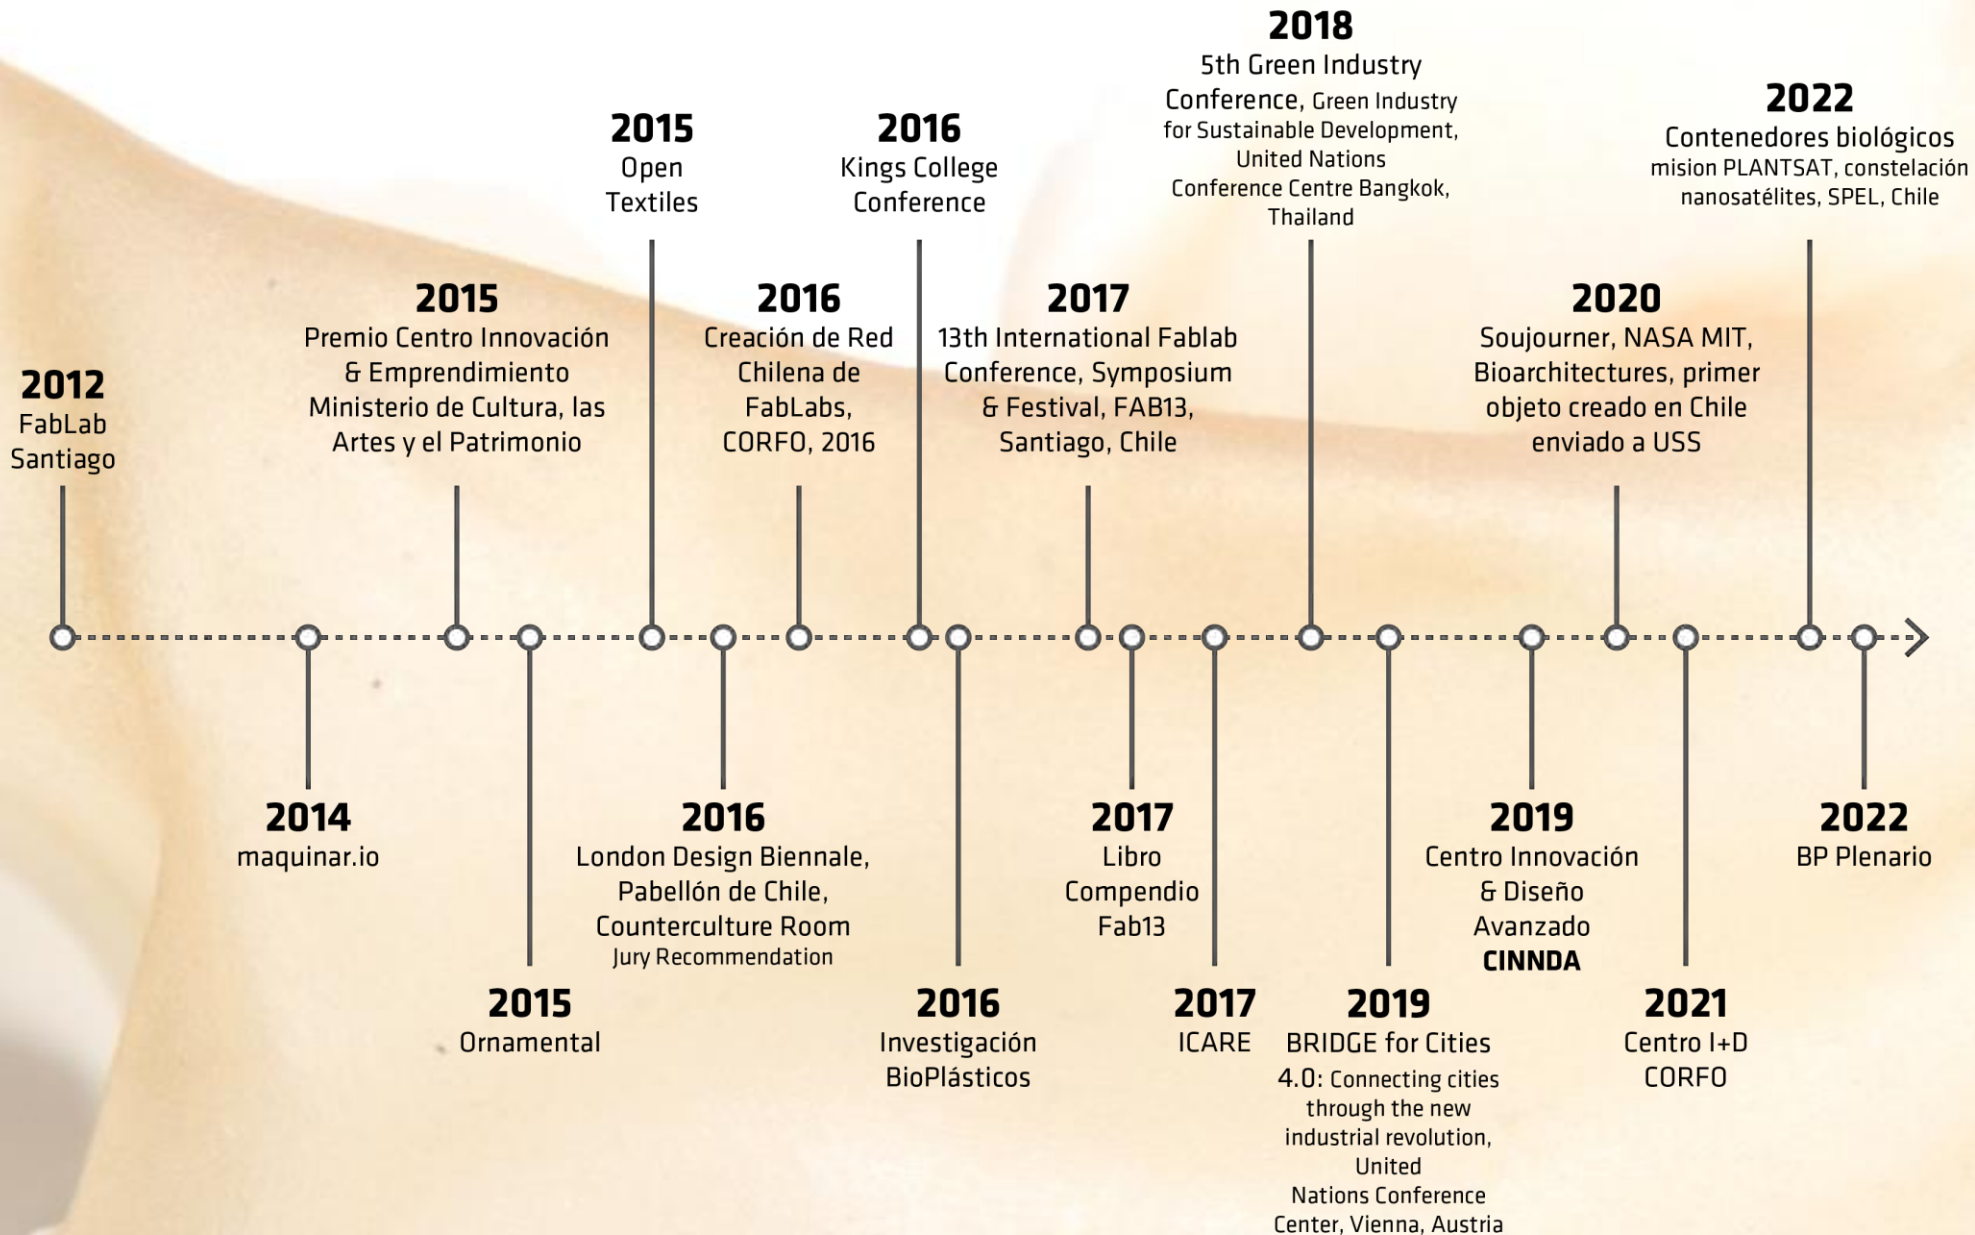 2012
FabLab
Santiago
2014
maquinar.io
2015
Premio Centro Innovación
& Emprendimiento
Ministerio de Cultura, las
Artes y el Patrimonio
2015
Ornamental
2015
Open
Textiles
2016
London Design Biennale,
Pabellón de Chile,
Counterculture Room
Jury Recommendation
2016
Creación de Red
Chilena de
FabLabs,
CORFO, 2016
2016
Kings College
Conference
2016
Investigación
BioPlásticos
2017
13th International Fablab
Conference, Symposium
& Festival, FAB13,
Santiago, Chile
2017
Libro
Compendio
Fab13
2017
ICARE
2018
5th Green Industry
Conference, Green Industry
for Sustainable Development,
United Nations
Conference Centre Bangkok,
Thailand
2019
BRIDGE for Cities
4.0: Connecting cities
through the new
industrial revolution,
United
Nations Conference
Center, Vienna, Austria
2019
Centro Innovación
& Diseño
Avanzado
CINNDA
2020
Soujourner, NASA MIT,
Bioarchitectures, primer
objeto creado en Chile
enviado a USS
2021
Centro I+D
CORFO
2022
Contenedores biológicos
mision PLANTSAT, constelación
nanosatélites, SPEL, Chile
2022
BP Plenario